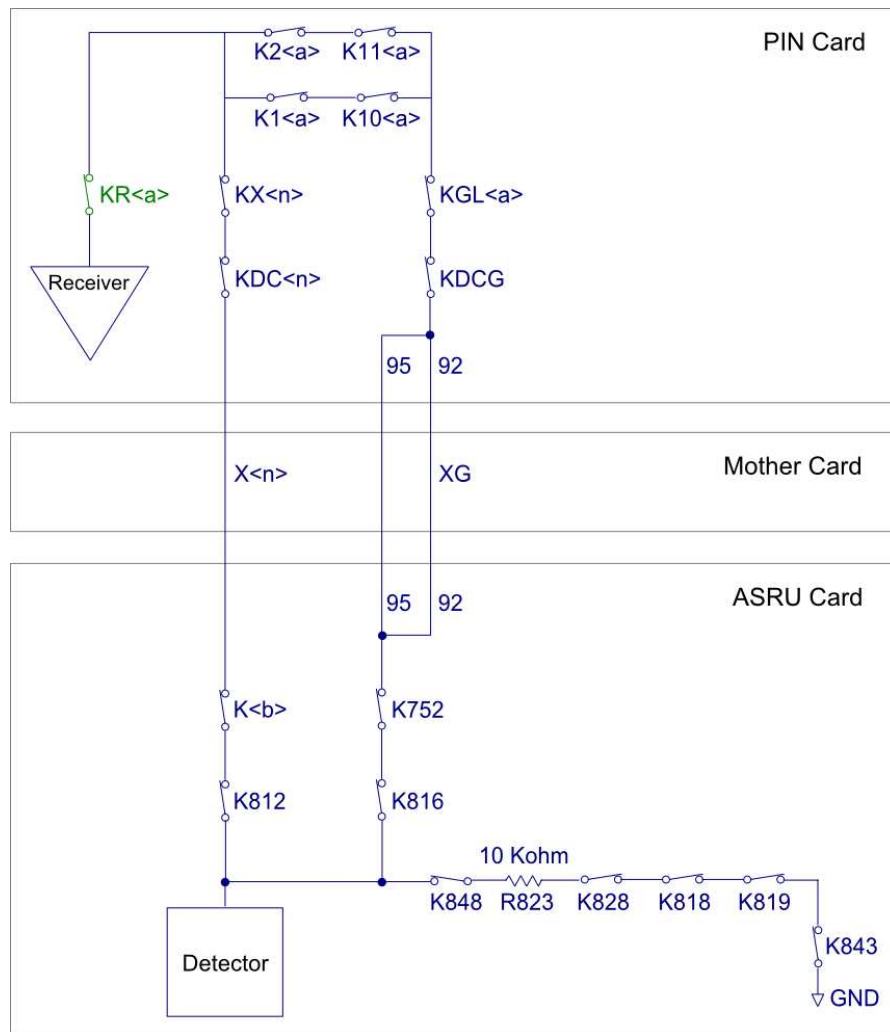 PIN Card
K2<a> K11<a>
K1<a> K10<a>
KR<a> KX<n> KGL<a>
Receiver KDC<n> KDCG
95 92
Mother Card
X<n> XG
ASRU Card
95 92
K<b> K752
K812 K816
10 Kohm
K848 R823 K828 K818 K819
K843
Detector
GND